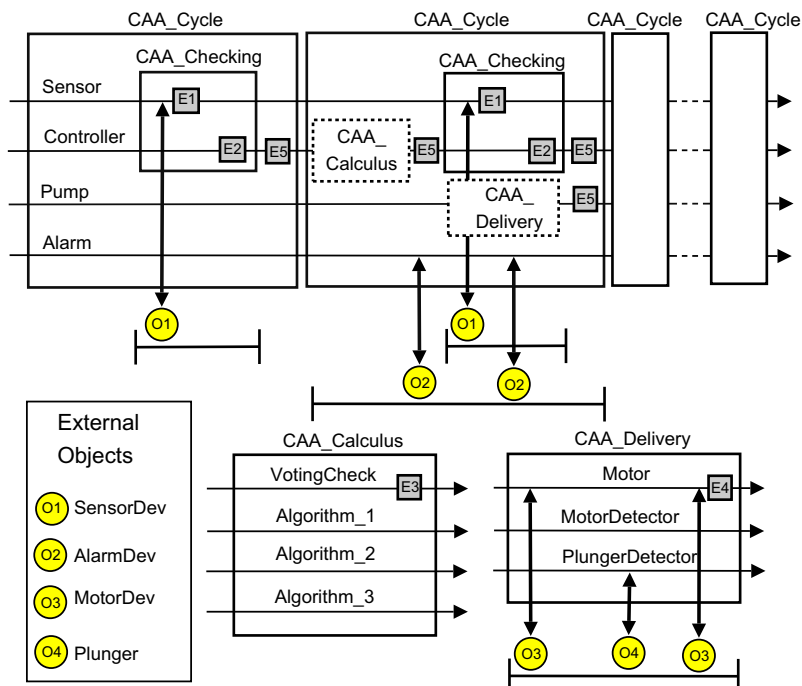 CAA_Cycle
CAA_Cycle
CAA_Cycle
CAA_Cycle
CAA_Checking
CAA_Checking
Sensor
E1
E1
Controller
E2
E5
CAA_
Calculus
E5
E2
E5
Pump
CAA_
Delivery
E5
Alarm
O1
O1
O2
O2
External
Objects
O1 SensorDev
O2 AlarmDev
O3 MotorDev
O4 Plunger
CAA_Calculus
VotingCheck
E3
Algorithm_1
Algorithm_2
Algorithm_3
CAA_Delivery
Motor
E4
MotorDetector
PlungerDetector
O3
O4
O3